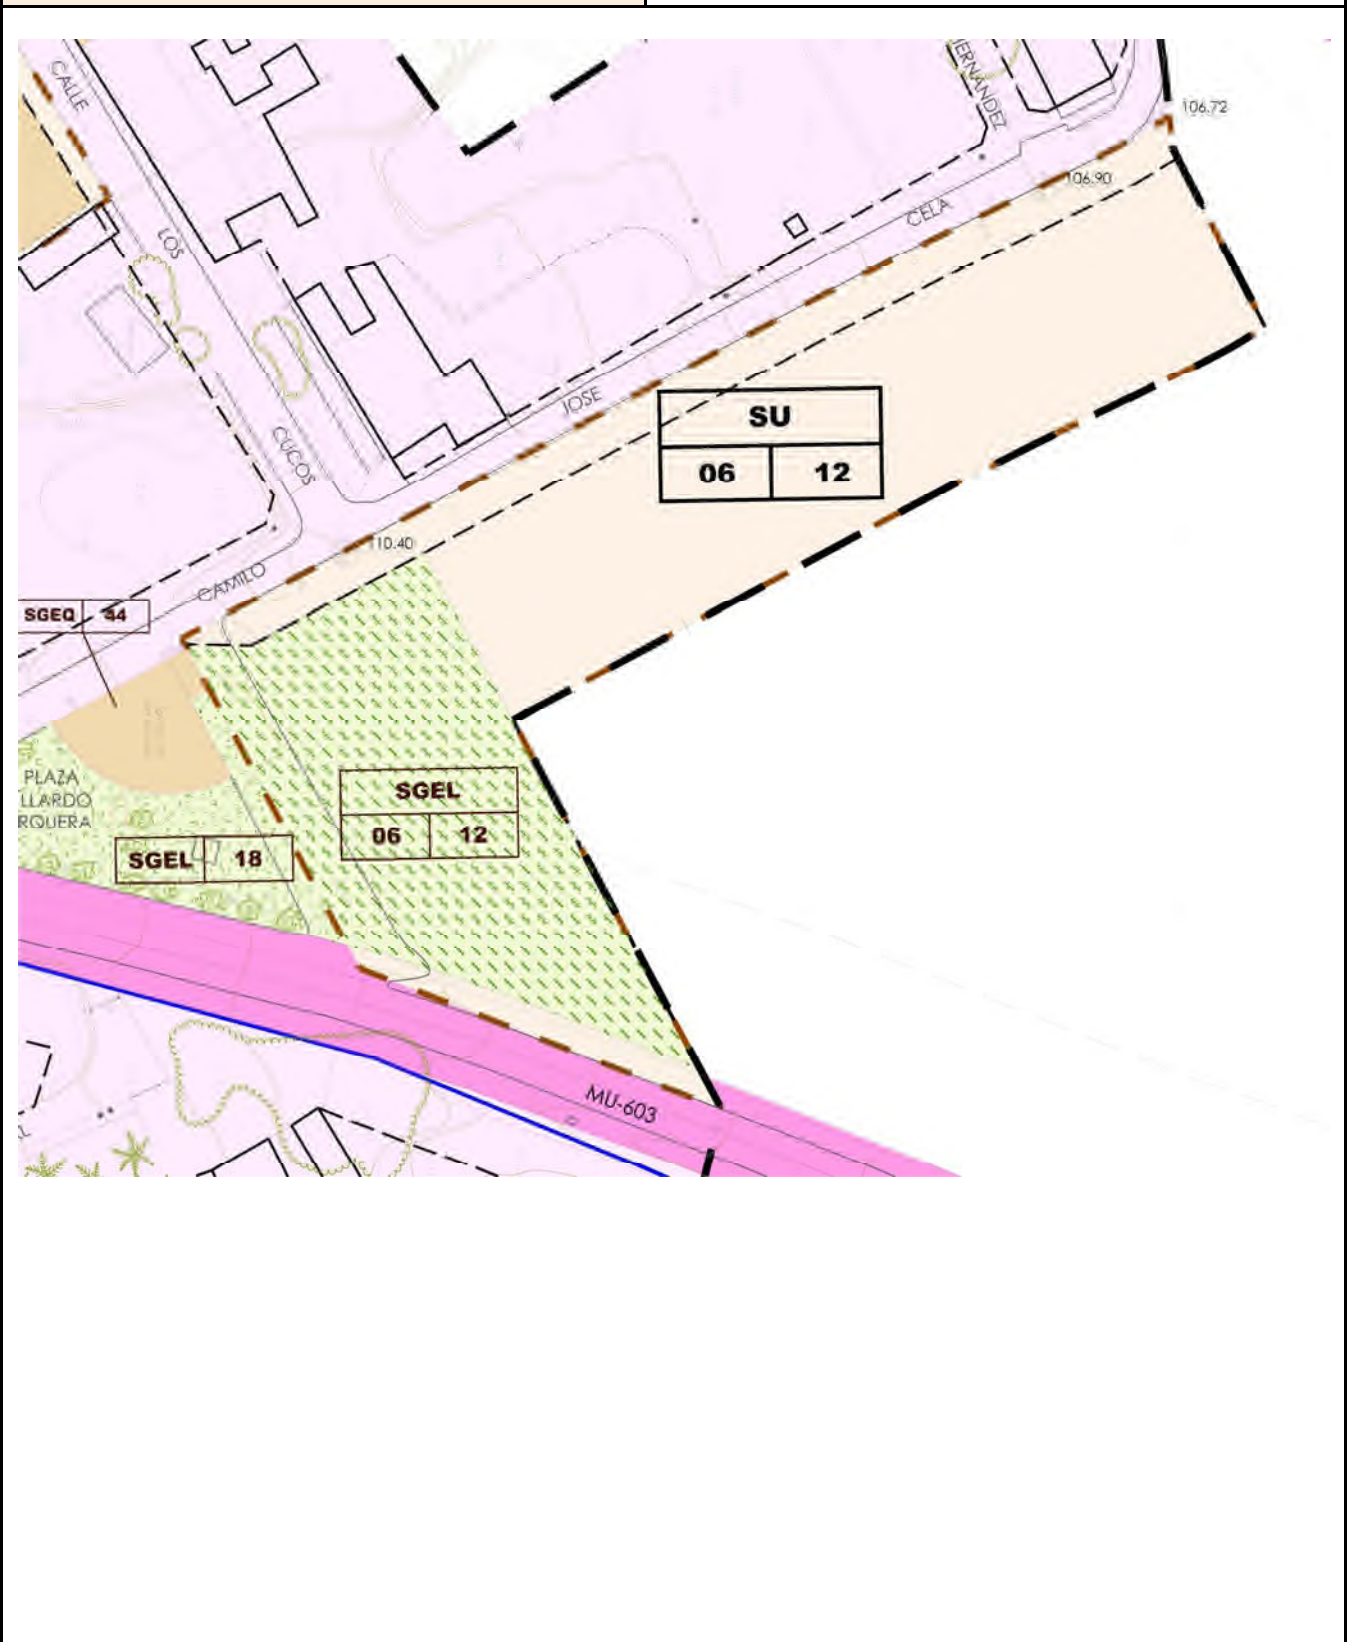 CALLE
HERNANDEZ
106.72
106.90
CELA
LOS
JOSE
SU
06 12
CUCOS
110.40
CAMILO
SGEQ 44
PLAZA
LLARDO
RQUERA
SGEL
06 12
SGEL 18
MU-603